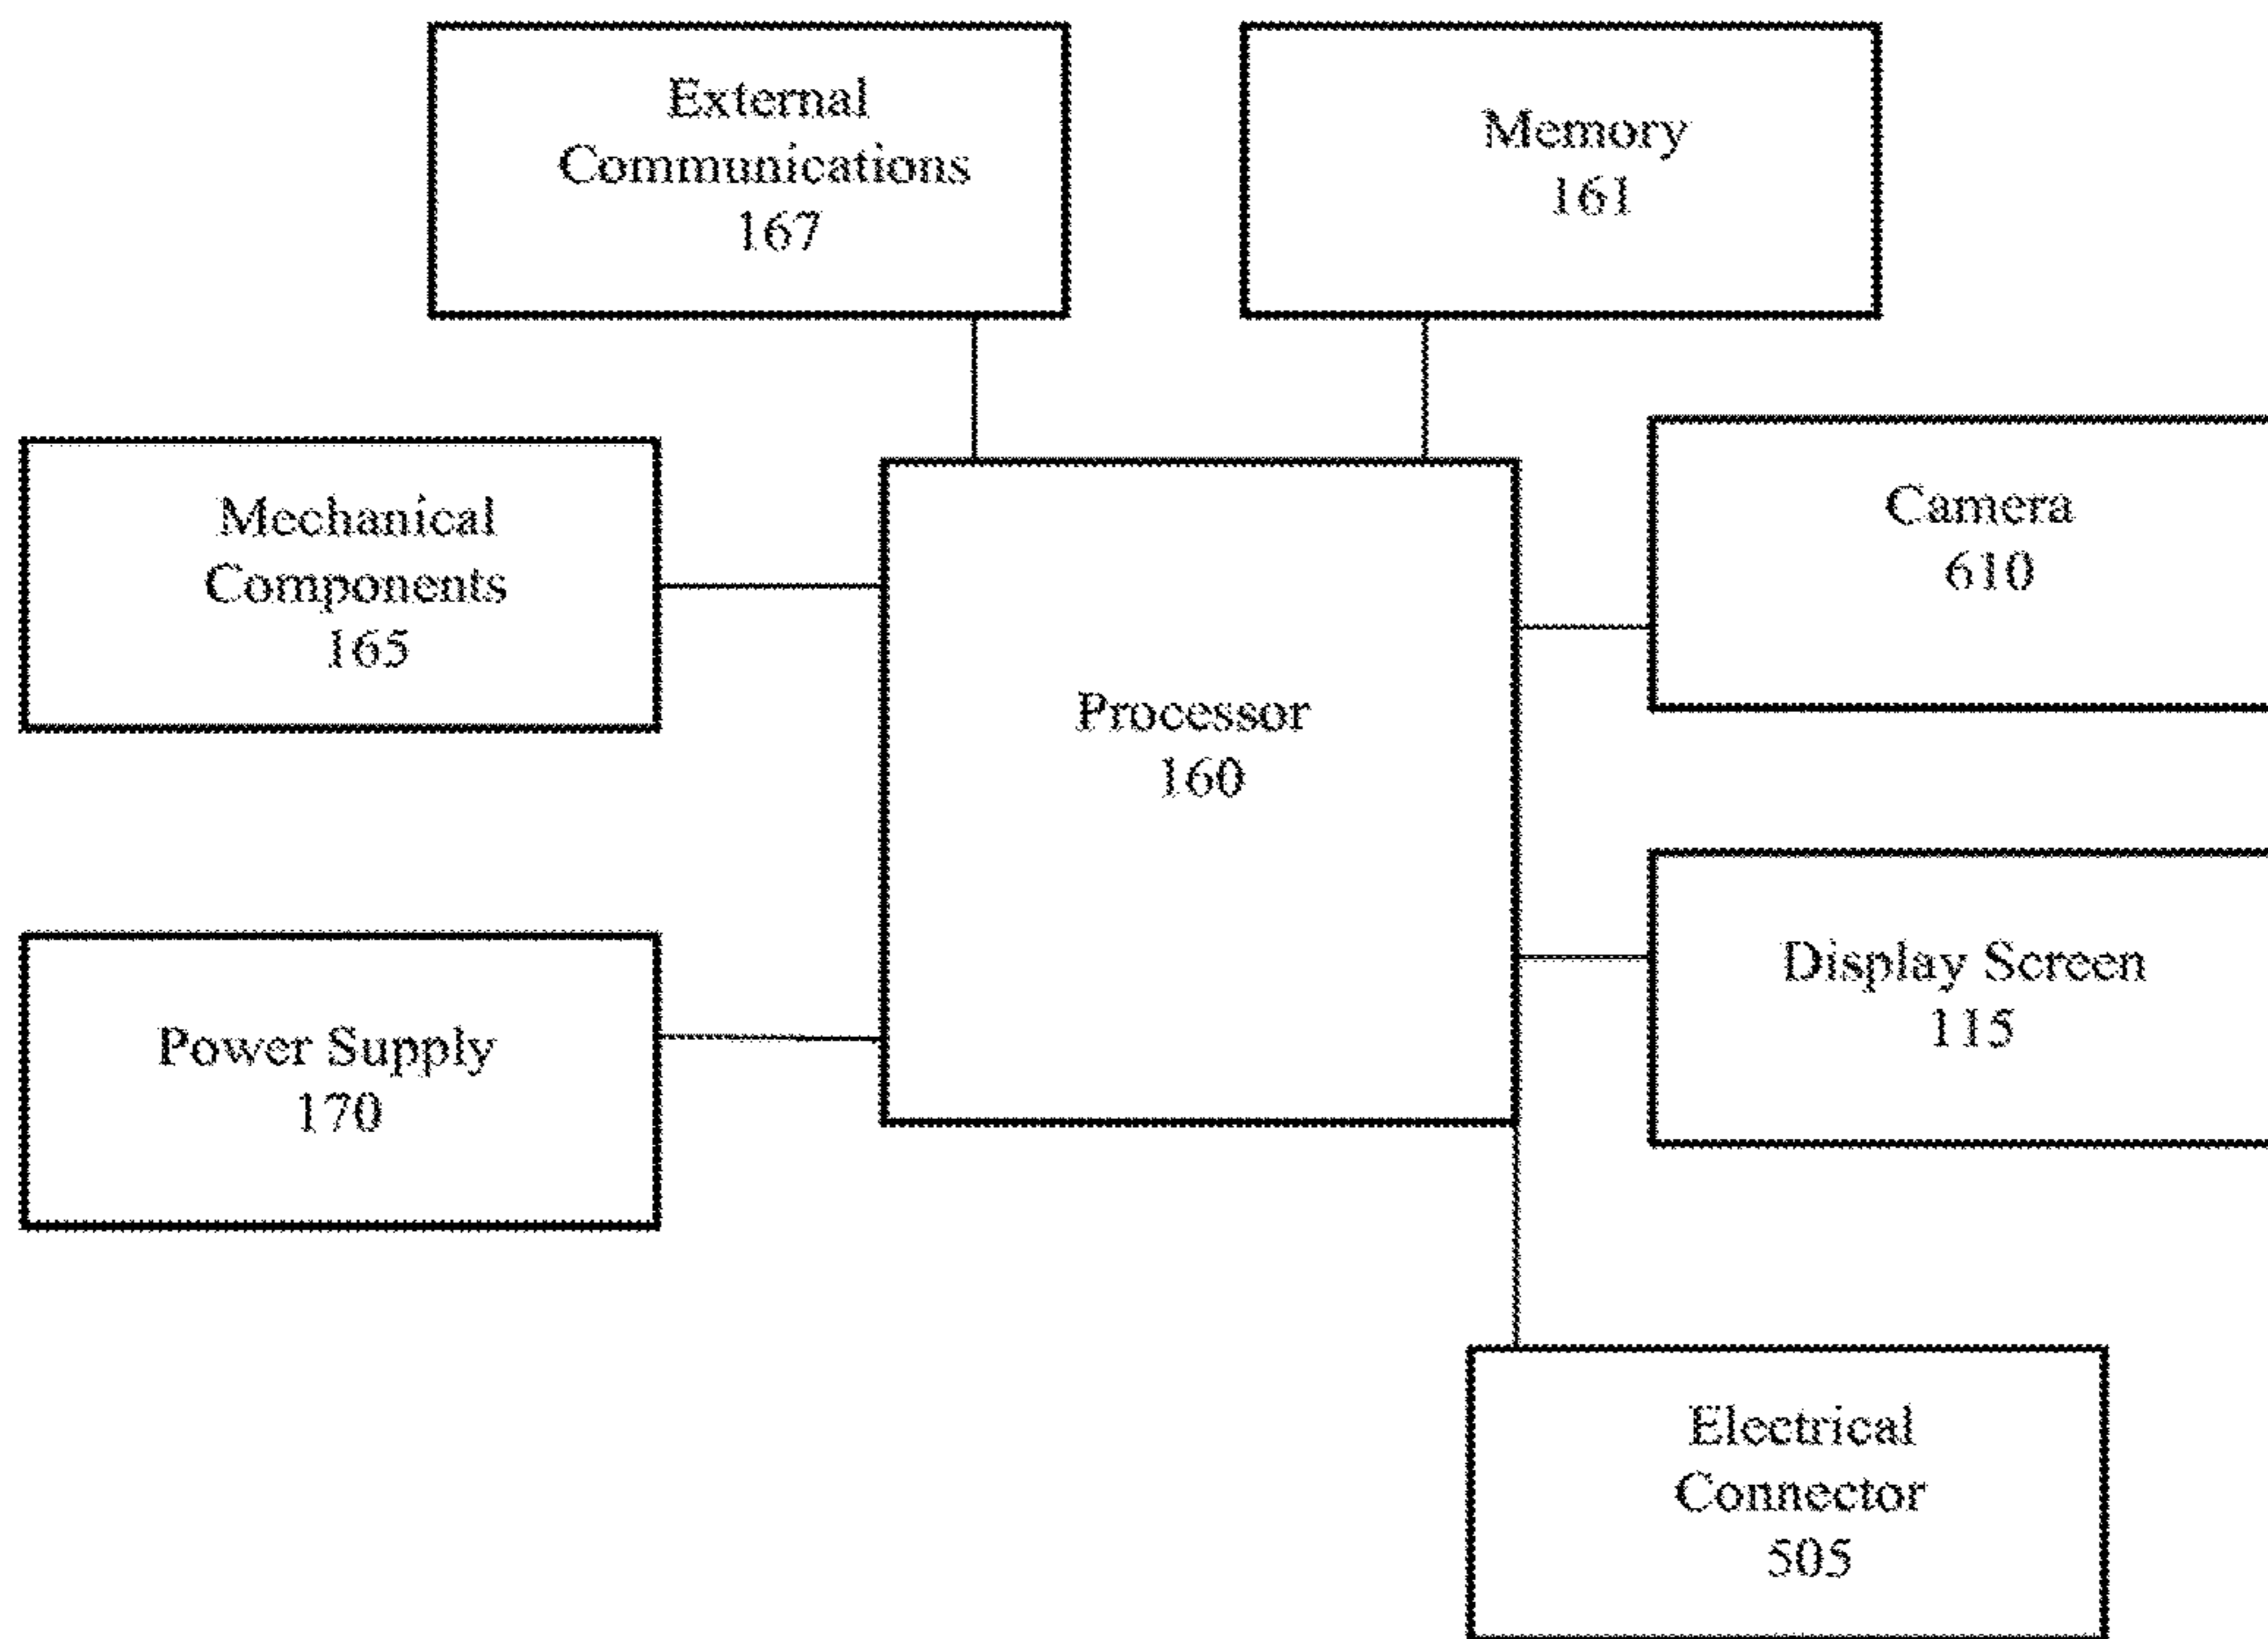 External
Communications
167
Memory
161
Mechanical
Components
165
Camera
610
Processor
160
Display Screen
115
Power Supply
170
Electrical
Connector
505